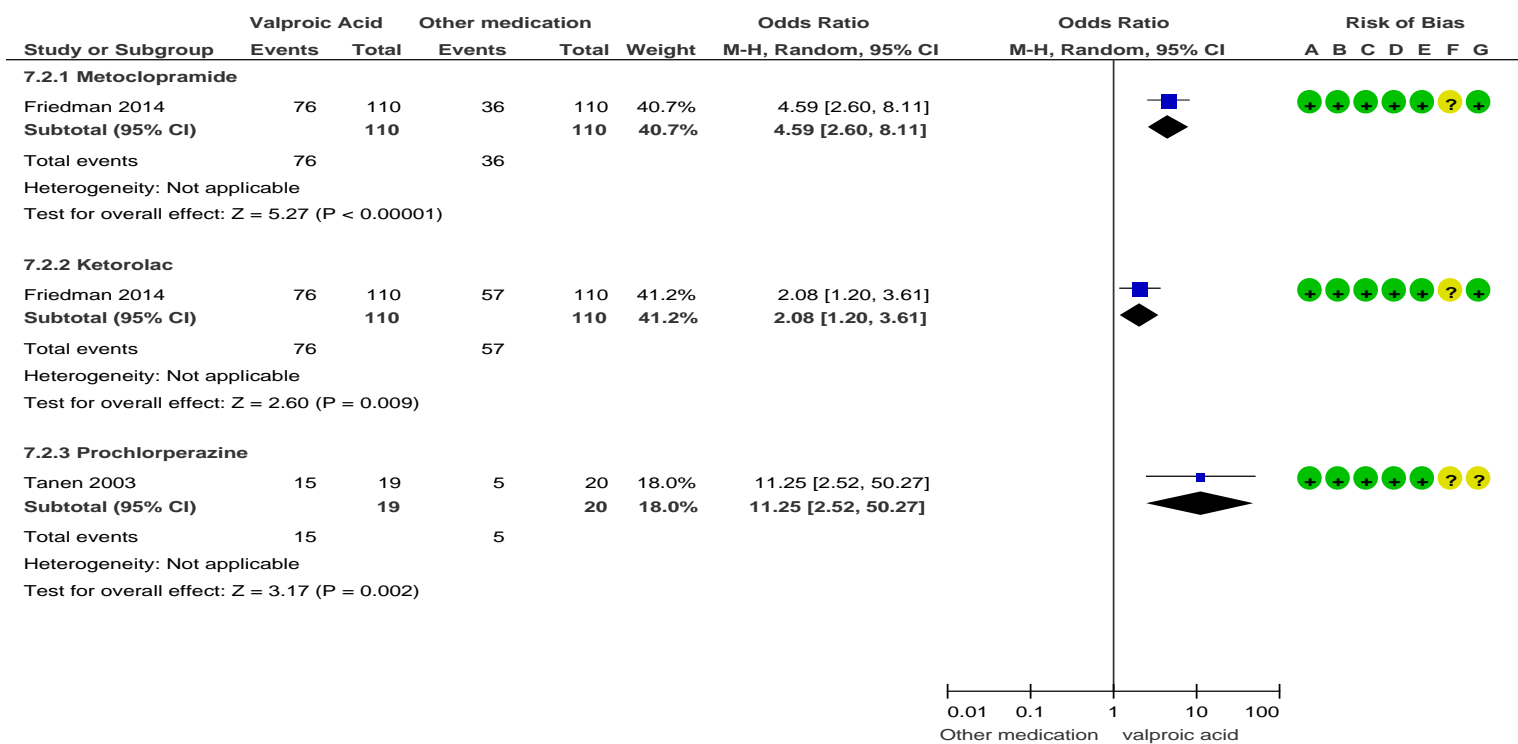 Valproic Acid Other medication Odds Ratio Odds Ratio Risk of Bias
Study or Subgroup Events Total Events Total Weight M-H, Random, 95% CI M-H, Random, 95% CI A B C D E F G
7.2.1 Metoclopramide
Friedman 2014 76 110 36 110 40.7% 4.59 [2.60, 8.11] + + + + + ? +
Subtotal (95% CI) 110 110 40.7% 4.59 [2.60, 8.11]
Total events 76 36
Heterogeneity: Not applicable
Test for overall effect: Z = 5.27 (P < 0.00001)
7.2.2 Ketorolac
Friedman 2014 76 110 57 110 41.2% 2.08 [1.20, 3.61] + + + + + ? +
Subtotal (95% CI) 110 110 41.2% 2.08 [1.20, 3.61]
Total events 76 57
Heterogeneity: Not applicable
Test for overall effect: Z = 2.60 (P = 0.009)
7.2.3 Prochlorperazine
Tanen 2003 15 19 5 20 18.0% 11.25 [2.52, 50.27] + + + + + ? ?
Subtotal (95% CI) 19 20 18.0% 11.25 [2.52, 50.27]
Total events 15 5
Heterogeneity: Not applicable
Test for overall effect: Z = 3.17 (P = 0.002)
0.01 0.1 1 10 100
Other medication valproic acid